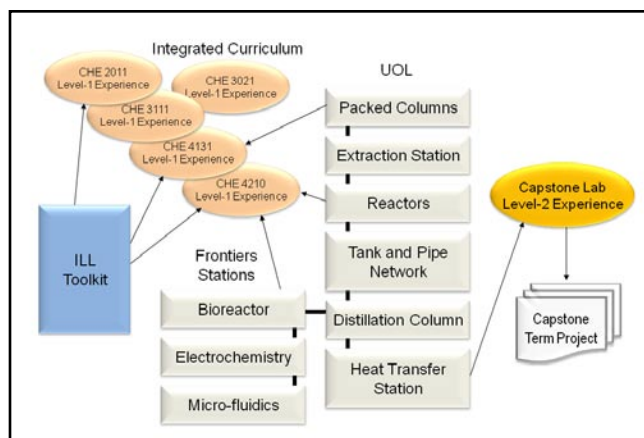 Integrated Curriculum
CHE 2011
Level-1 Experience
CHE 3021
Level-1 Experience
CHE 3111
Level-1 Experience
CHE 4131
Level-1 Experience
CHE 4210
Level-1 Experience
ILL
Toolkit
Frontiers
Stations
Bioreactor
Electrochemistry
Micro-fluidics
UOL
Packed Columns
Extraction Station
Reactors
Tank and Pipe
Network
Distillation Column
Heat Transfer
Station
Capstone Lab
Level-2 Experience
Capstone
Term Project